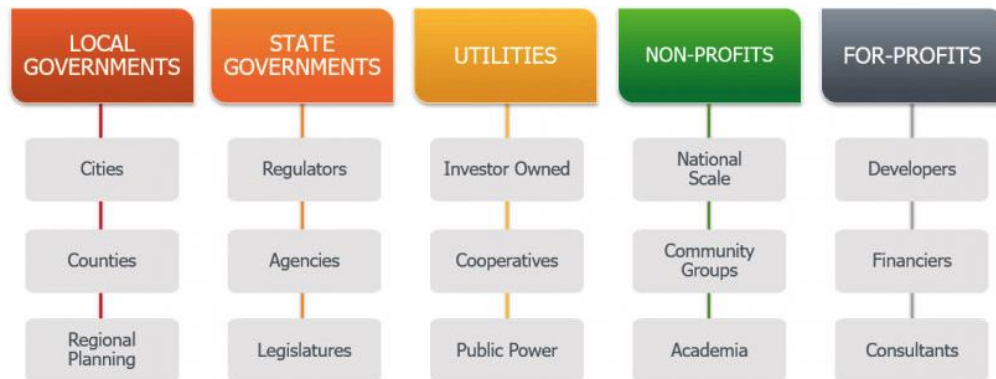 LOCAL
GOVERNMENTS
STATE
GOVERNMENTS
UTILITIES
NON-PROFITS
FOR-PROFITS
Cities
Regulators
Investor Owned
National
Scale
Developers
Counties
Agencies
Cooperatives
Community
Groups
Financiers
Regional
Planning
Legislatures
Public Power
Academia
Consultants